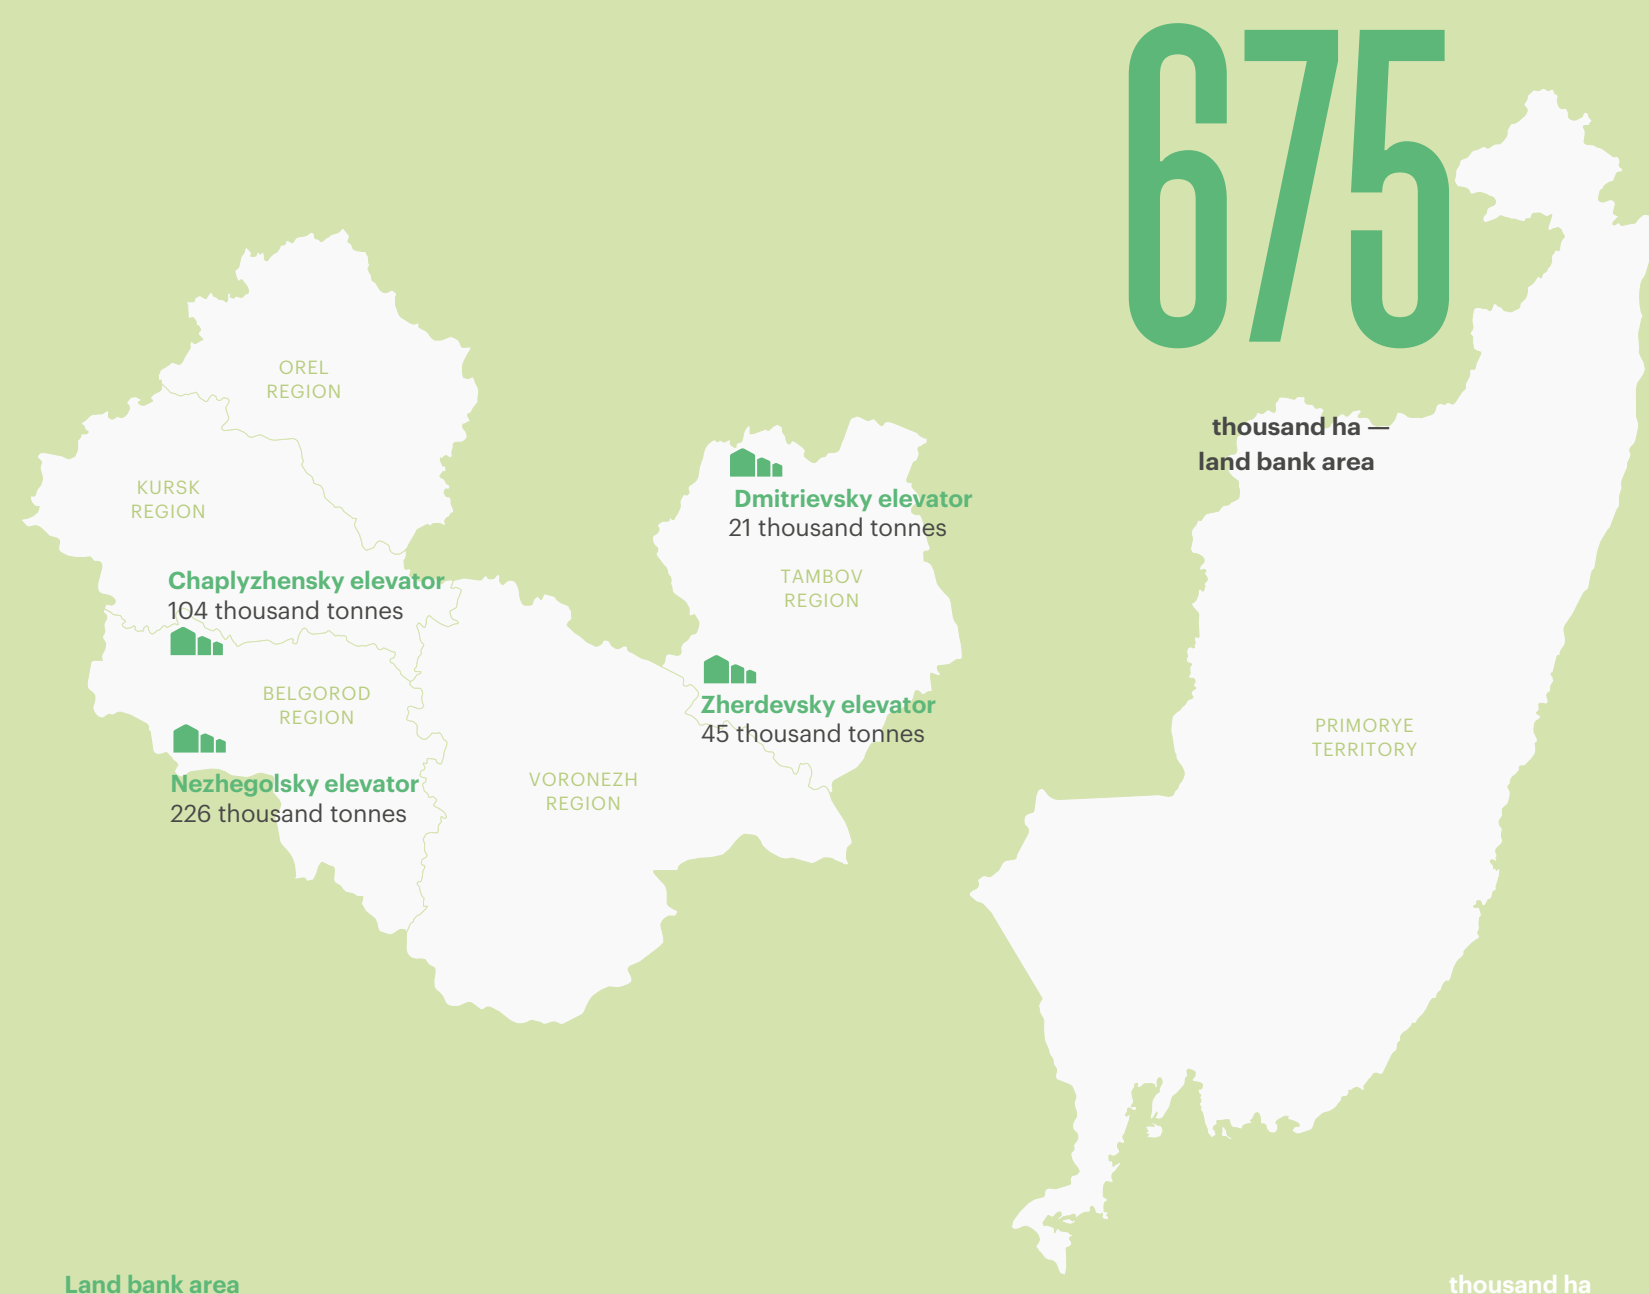 675
thousand ha —
land bank area
OREL
REGION
KURSK
REGION
Dmitrievsky elevator
21 thousand tonnes
TAMBOV
REGION
Chaplyzhensky elevator
104 thousand tonnes
BELGOROD
REGION
Zherdevsky elevator
45 thousand tonnes
PRIMORYE
TERRITORY
Nezhegolsky elevator
226 thousand tonnes
VORONEZH
REGION
Land bank area
thousand ha